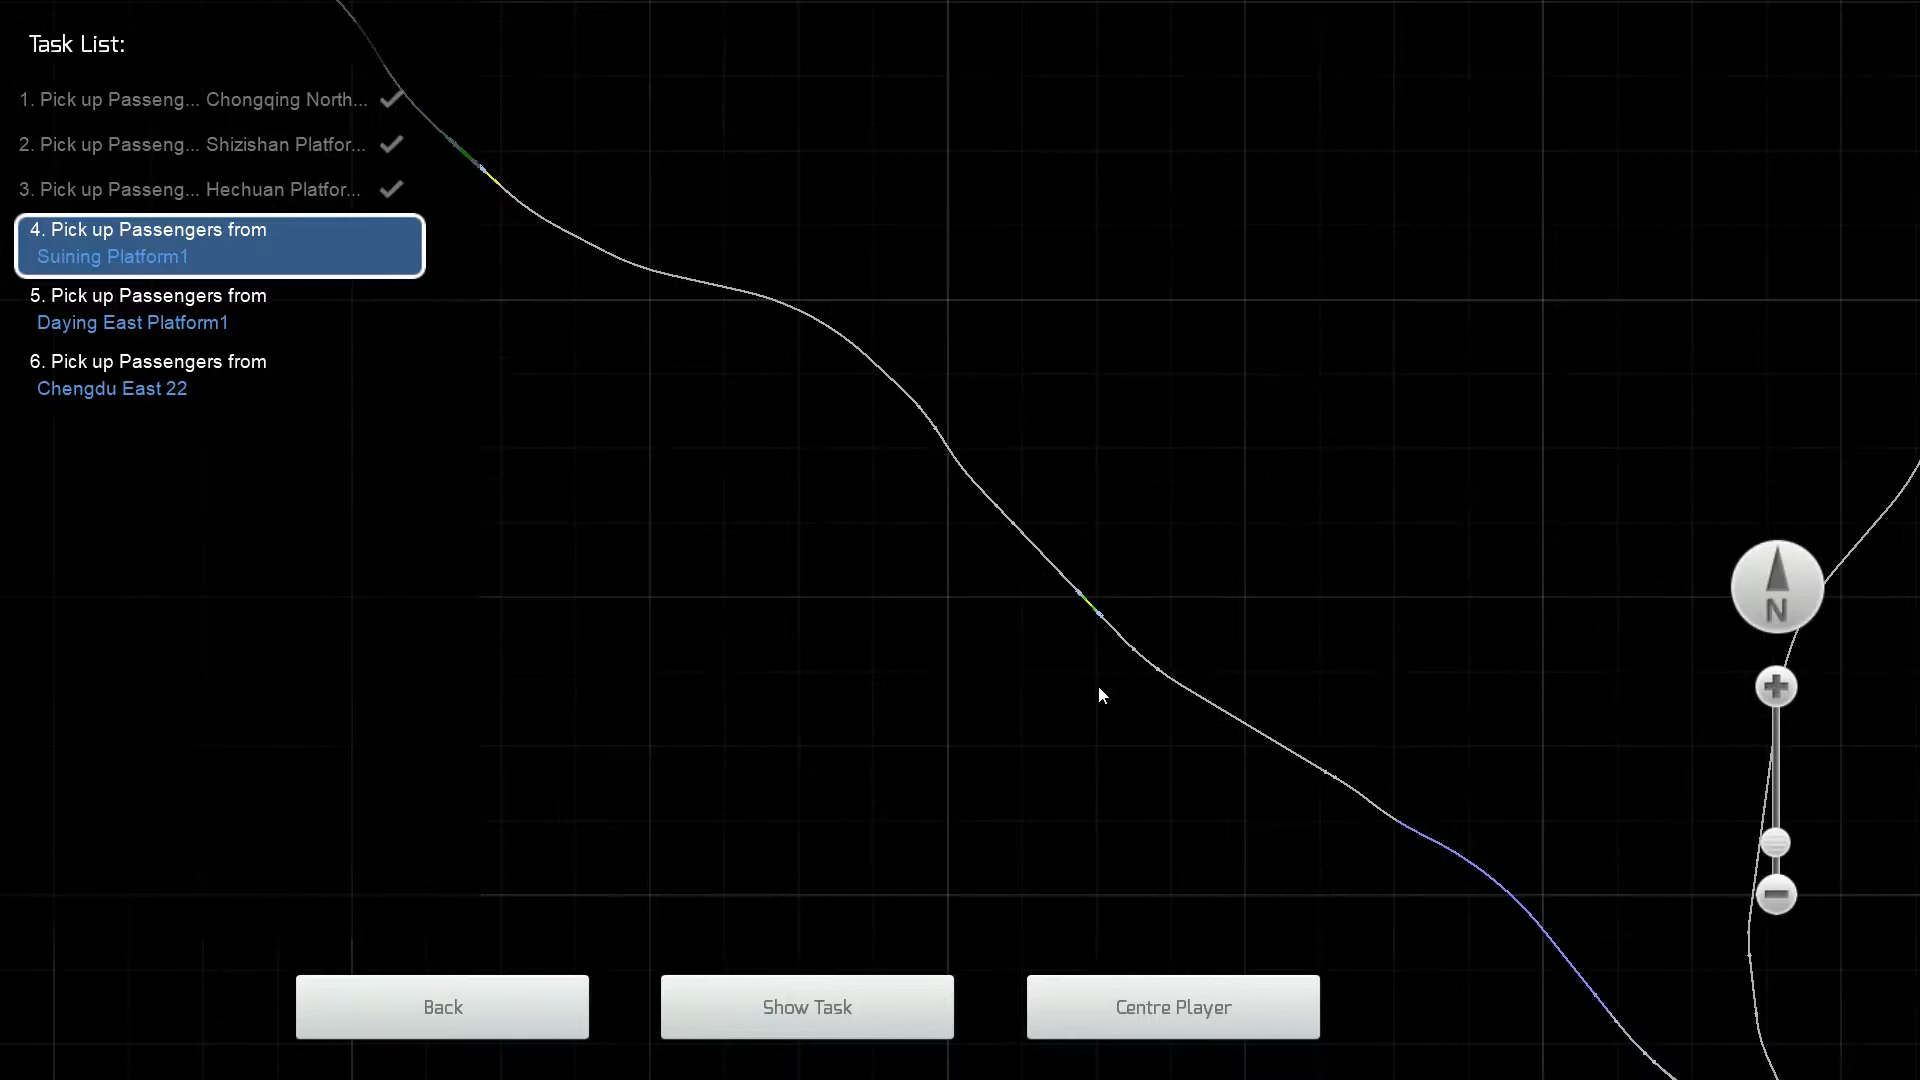 Task List:
1. Pick up Passeng... Chongqing North...
2. Pick up Passeng... Shizishan Platfor...
3. Pick up Passeng... Hechuan Platfor...
4. Pick up Passengers from
Suining Platform1
5. Pick up Passengers from
Daying East Platform1
6. Pick up Passengers from
Chengdu East 22
N
Back
Show Task
Centre Player